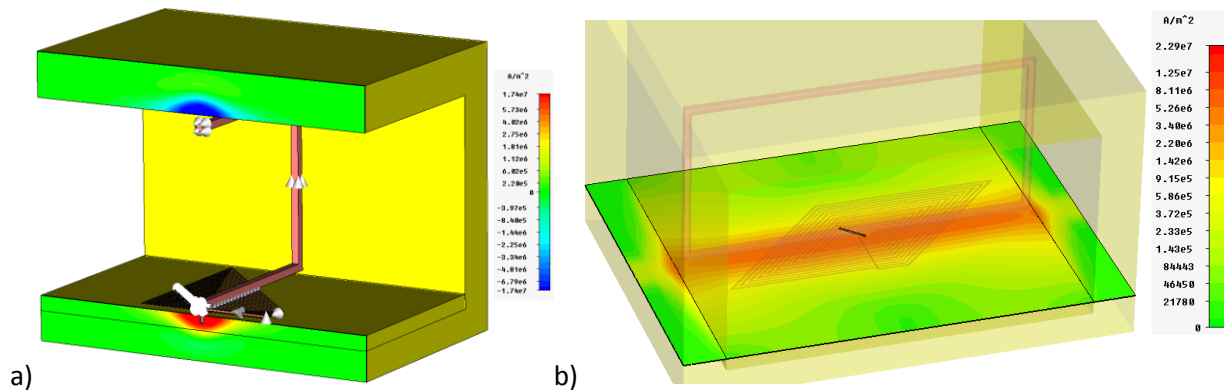 A/m^2
1.74e7
5.73e6
4.02e6
2.75e6
1.81e6
1.12e6
6.02e5
2.20e5
0
-3.97e5
-8.40e5
-1.44e6
-2.25e6
-3.34e6
-4.81e6
-6.79e6
-1.74e7
a)
A/m^2
2.29e7
1.25e7
8.11e6
5.26e6
3.40e6
2.20e6
1.42e6
9.15e5
5.86e5
3.72e5
2.33e5
1.43e5
84443
46450
21780
0
b)